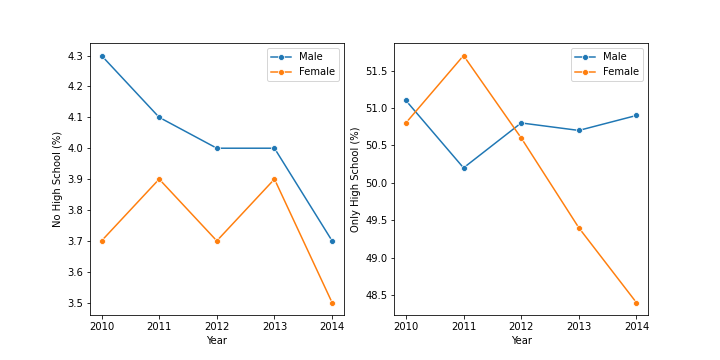 No High School (%)
4.3
4.2
4.1
4.0
3.9
3.8
3.7
3.6
3.5
Male
Female
2010 2011 2012 2013 2014
Year
Only High School (%)
51.5
51.0
50.5
50.0
49.5
49.0
48.5
Male
Female
2010 2011 2012 2013 2014
Year